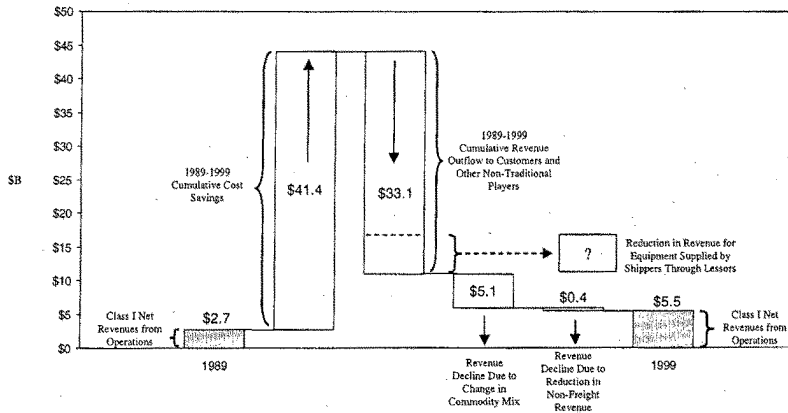 $50
$45
$40
$35
$30
$25
$20
$15
$10
$5
$0
$B
1989-1999
Cumulative Cost
Savings
$41.4
$33.1
1989-1999
Cumulative Revenue
Outflow to Customers and
Other Non-Traditional
Players
?
Reduction in Revenue for
Equipment Supplied by
Shippers Through Lessors
$2.7
$5.1
$0.4
$5.5
Class I Net
Revenues from
Operations
Class I Net
Revenues from
Operations
1989
Revenue
Decline Due to
Change in
Commodity Mix
Revenue
Decline Due to
Reduction in
Non-Freight
Revenue
1999